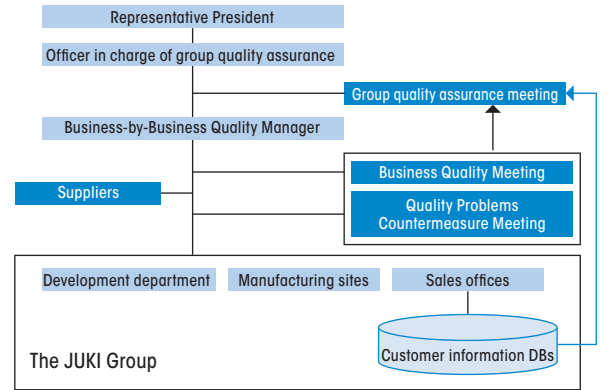 Representative President
Officer in charge of group quality assurance
Group quality assurance meeting
Business-by-Business Quality Manager
Business Quality Meeting
Suppliers
Quality Problems
Countermeasure Meeting
Development department
Manufacturing sites
Sales offices
Customer information DBs
The JUKI Group